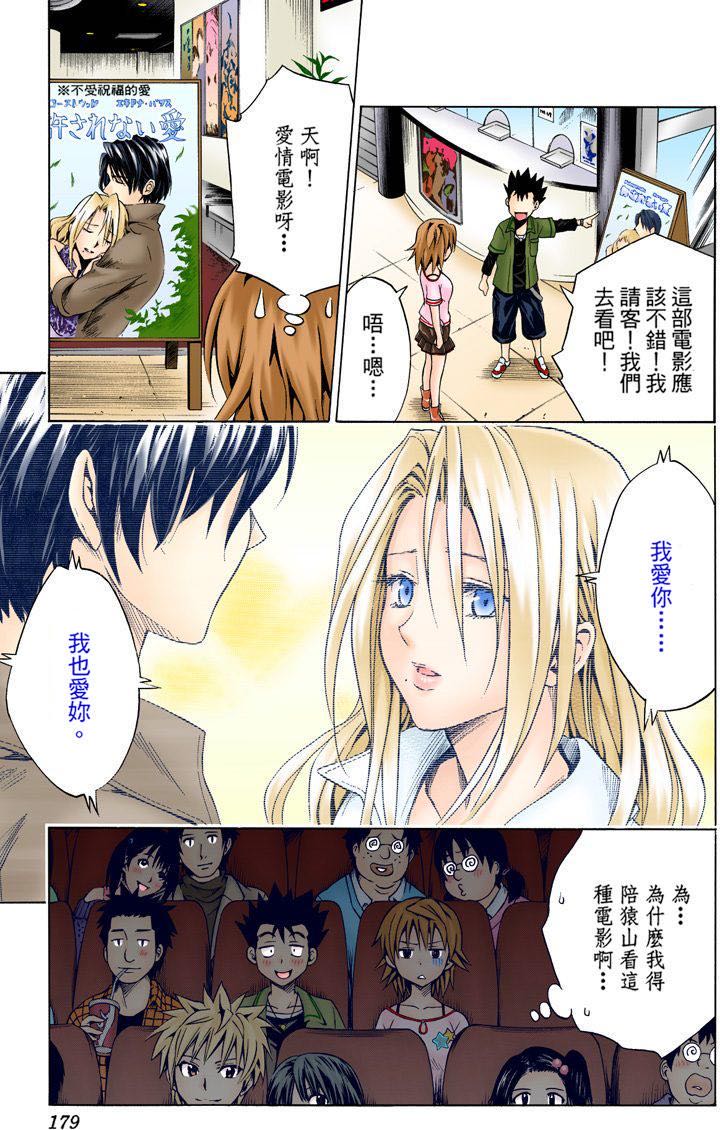 這部電影應
該不錯！我
請客！我們
去看吧！
唔…嗯…
天啊！
愛情電影呀…
※不受祝福的愛
許されない愛
我愛你……
我也愛妳。
為…
為什麼我得
陪猿山看這
種電影啊…
179